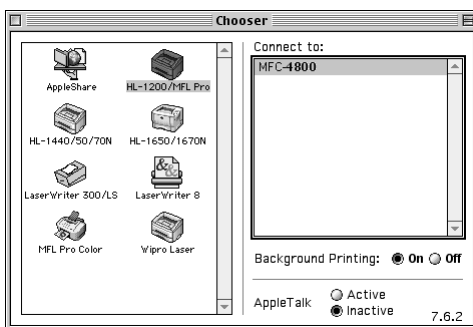 Chooser
AppleShare
HL-1200/MFL Pro
HL-1440/50/70N
HL-1650/1670N
LaserWriter 300/LS
LaserWriter 8
MFL Pro Color
Wipro Laser
Connect to:
MFC-4800
Background Printing: On Off
AppleTalk
Active
Inactive
7.6.2